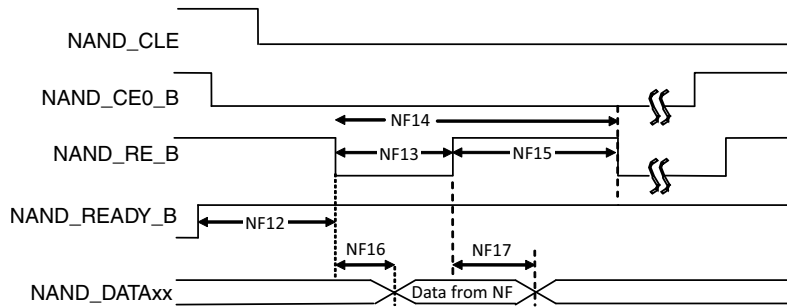 NAND_CLE
NAND_CE0_B
NF14
NAND_RE_B
NF13
NF15
NAND_READY_B
NF12
NF16
NF17
NAND_DATAxx
Data from NF